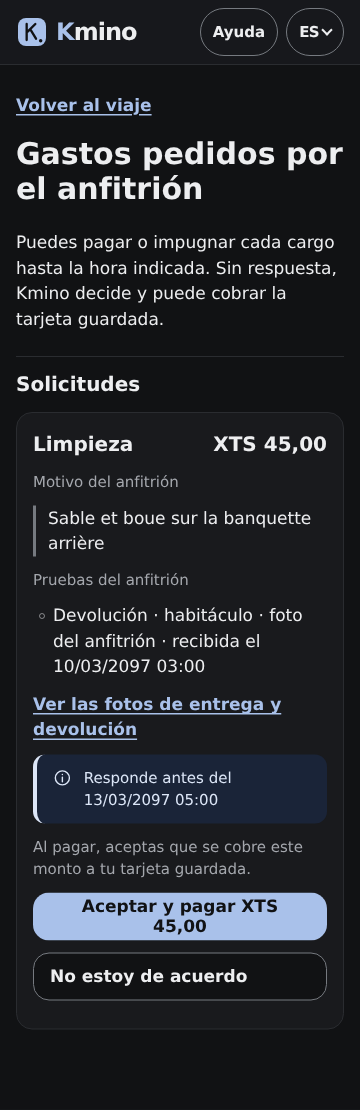 K. Kmino
Ayuda
ES
Volver al viaje
Gastos pedidos por
el anfitrión
Puedes pagar o impugnar cada cargo
hasta la hora indicada. Sin respuesta,
Kmino decide y puede cobrar la
tarjeta guardada.
Solicitudes
Limpieza XTS 45,00
Motivo del anfitrión
Sable et boue sur la banquette
arrière
Pruebas del anfitrión
Devolución · habitáculo · foto
del anfitrión · recibida el
10/03/2097 03:00
Ver las fotos de entrega y
devolución
Responde antes del
13/03/2097 05:00
Al pagar, aceptas que se cobre este
monto a tu tarjeta guardada.
Aceptar y pagar XTS
45,00
No estoy de acuerdo